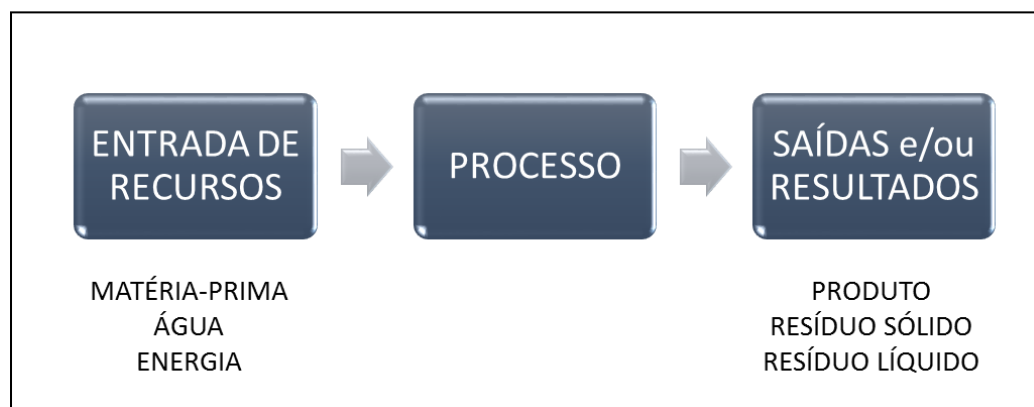 ENTRADA DE
RECURSOS
PROCESSO
SAÍDAS e/ou
RESULTADOS
MATÉRIA-PRIMA
ÁGUA
ENERGIA
PRODUTO
RESÍDUO SÓLIDO
RESÍDUO LÍQUIDO